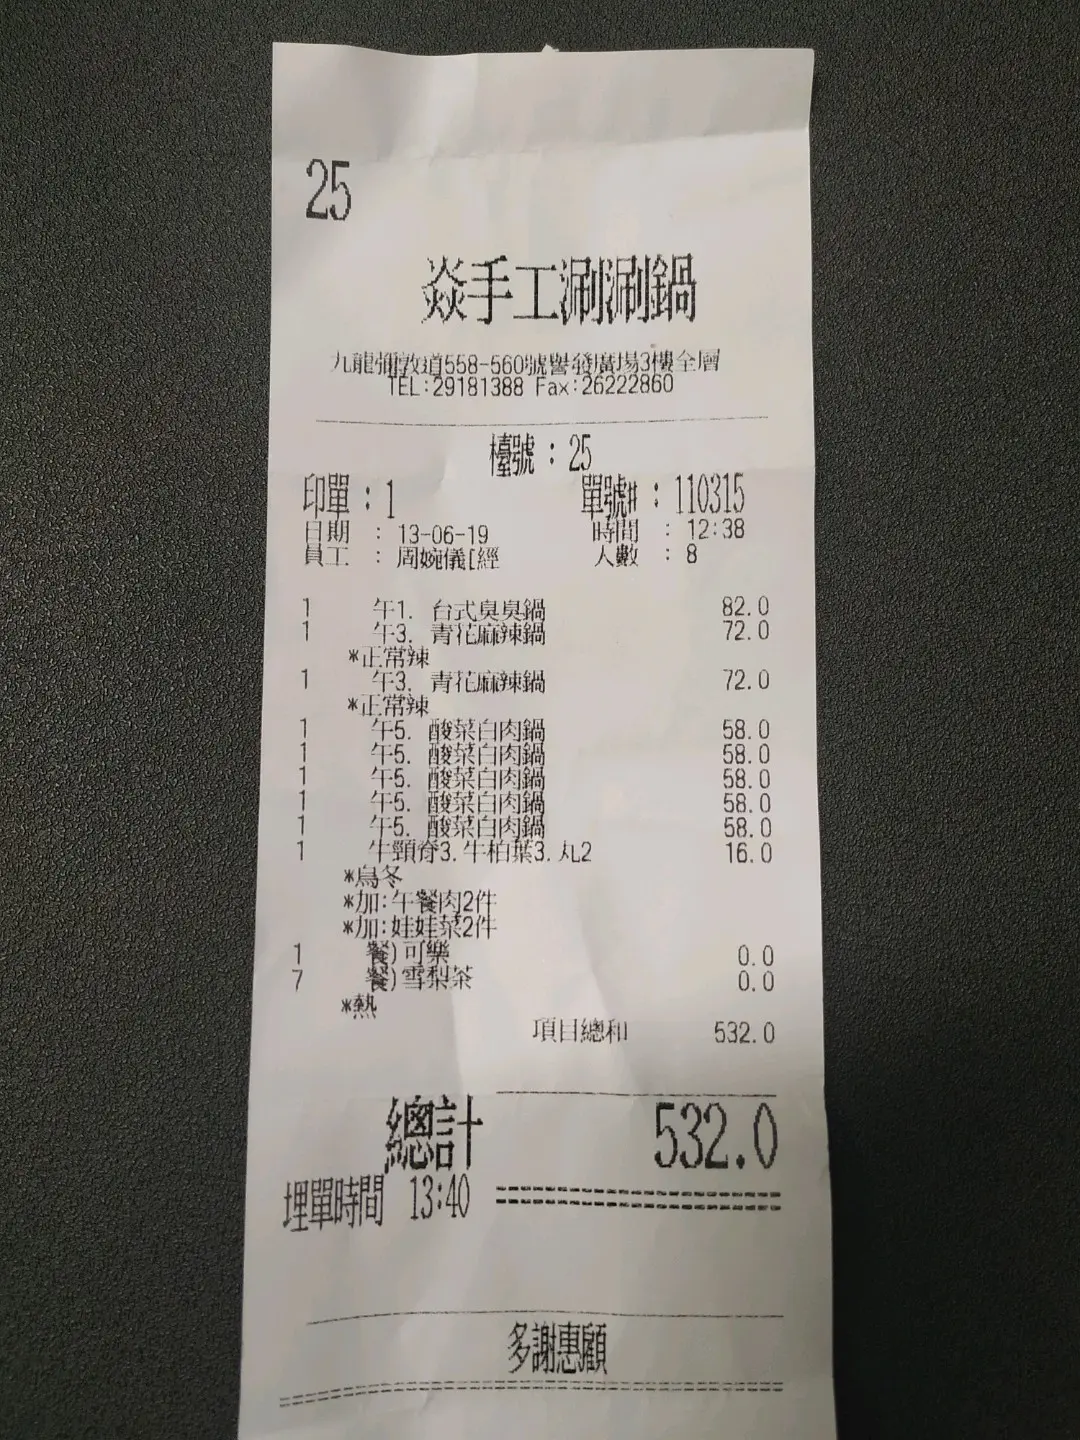 25
焱手工涮涮鍋
九龍彌敦道558-560號譽發廣場3樓全層
TEL:29181388 Fax:26222860
檯號 : 25
印單 : 1 單號# : 110315
日期 : 13-06-19 時間 : 12:38
員工 : 周婉儀[經 人數 : 8
1 午1. 台式臭臭鍋 82.0
1 午3. 青花麻辣鍋 72.0
*正常辣
1 午3. 青花麻辣鍋 72.0
*正常辣
1 午5. 酸菜白肉鍋 58.0
1 午5. 酸菜白肉鍋 58.0
1 午5. 酸菜白肉鍋 58.0
1 午5. 酸菜白肉鍋 58.0
1 午5. 酸菜白肉鍋 58.0
1 牛頸脊3.牛柏葉3.丸2 16.0
*烏冬
*加:午餐肉2件
*加:娃娃菜2件
1 餐)可樂 0.0
7 餐)雪梨茶 0.0
*熱
項目總和 532.0
總計 532.0
埋單時間 13:40
多謝惠顧